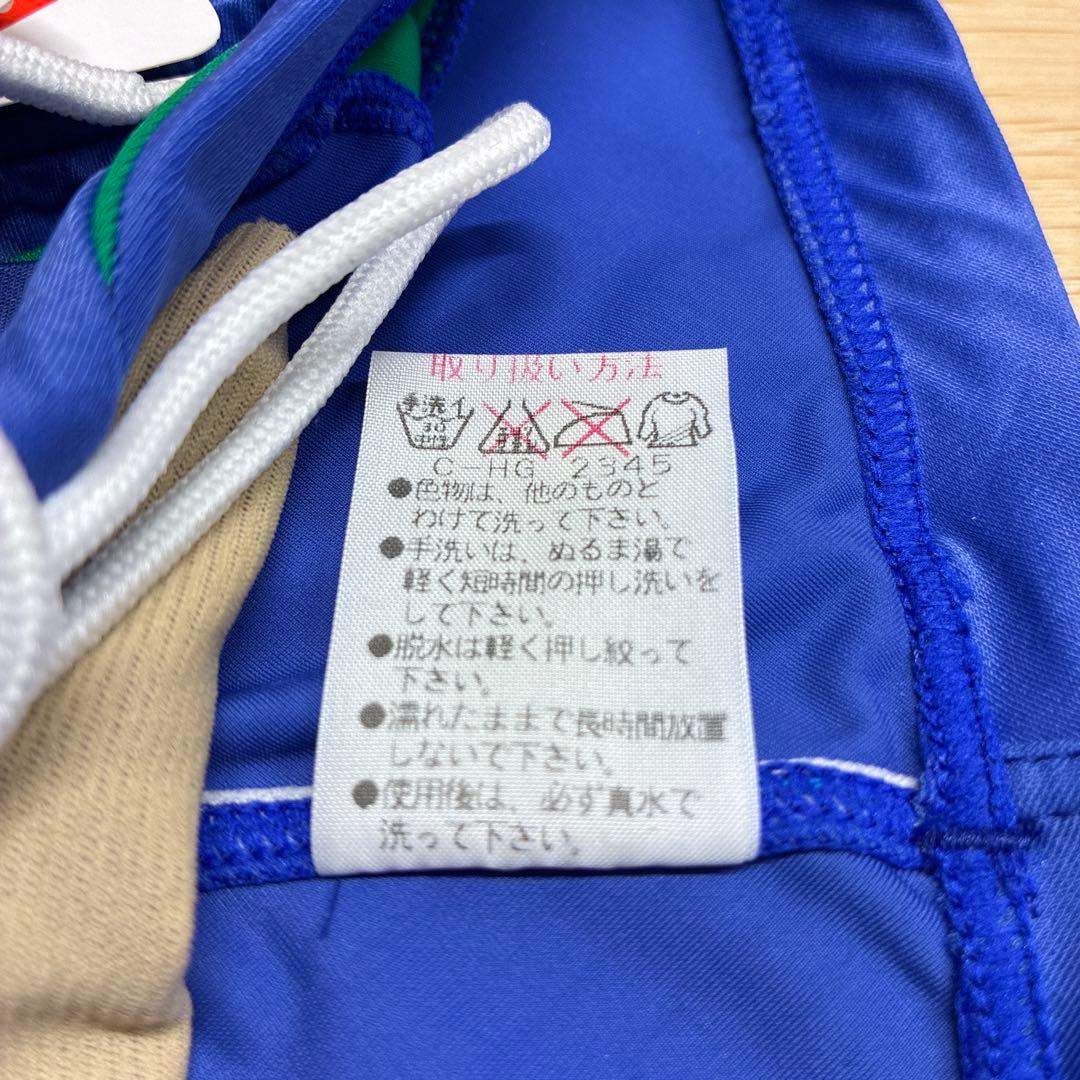 取り扱い方法
手洗イ
C-HG 2345
●色物は、他のものと
わけて洗って下さい。
●手洗いは、ぬるま湯で
軽く短時間の押し洗いを
して下さい。
●脱水は軽く押し絞って
下さい。
●濡れたままで長時間放置
しないで下さい。
●使用後は、必ず真水で
洗って下さい。